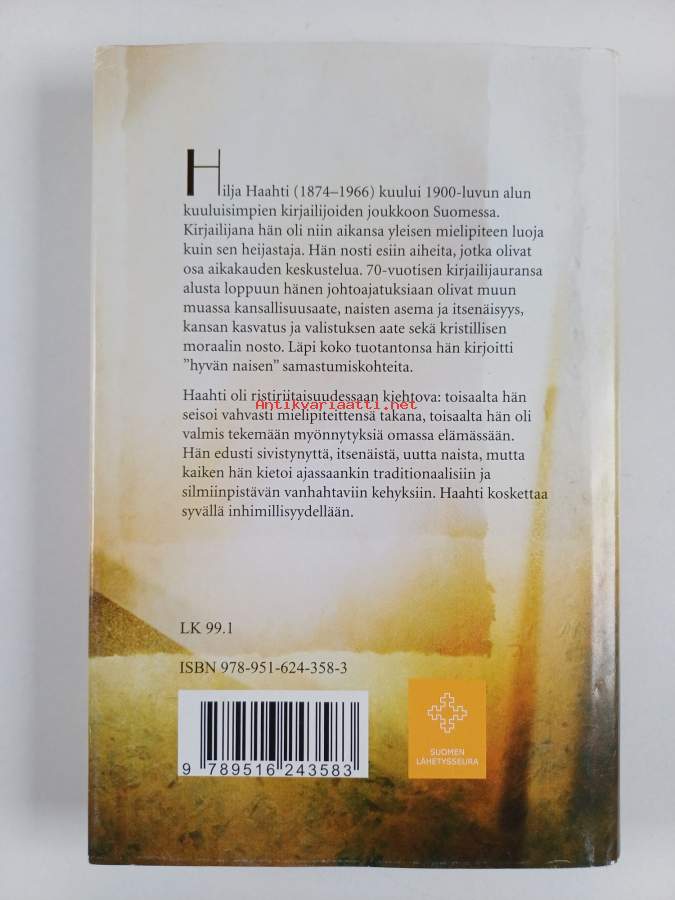 Hilja Haahti (1874–1966) kuului 1900-luvun alun
kuuluisimpien kirjailijoiden joukkoon Suomessa.
Kirjailijana hän oli niin aikansa yleisen mielipiteen luoja
kuin sen heijastaja. Hän nosti esiin aiheita, jotka olivat
osa aikakauden keskustelua. 70-vuotisen kirjailijauransa
alusta loppuun hänen johtoajatuksiaan olivat muun
muassa kansallisuusaate, naisten asema ja itsenäisyys,
kansan kasvatus ja valistuksen aate sekä kristillisen
moraalin nosto. Läpi koko tuotantonsa hän kirjoitti
”hyvän naisen” samastumiskohteita.
Haahti oli ristiriitaisuudessaan kiehtova: toisaalta hän
Antikvariaatti.net
seisoi vahvasti mielipiteittensä takana, toisaalta hän oli
valmis tekemään myönnytyksiä omassa elämässään.
Hän edusti sivistynyttä, itsenäistä, uutta naista, mutta
kaiken hän kietoi ajassaankin traditionaalisiin ja
silmiinpistävän vanhahtaviin kehyksiin. Haahti koskettaa
syvällä inhimillisyydellään.
LK 99.1
ISBN 978-951-624-358-3
9 789516 243583
SUOMEN
LÄHETYSSEURA